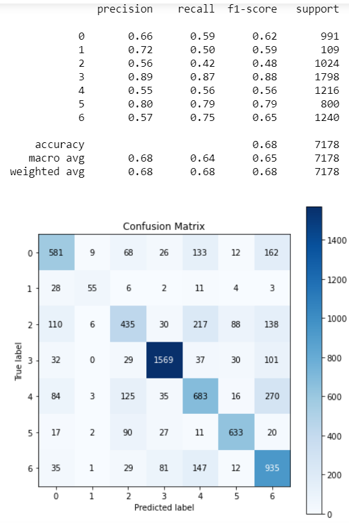 precision recall f1-score support
0 0.66 0.59 0.62 991
1 0.72 0.50 0.59 109
2 0.56 0.42 0.48 1024
3 0.89 0.87 0.88 1798
4 0.55 0.56 0.56 1216
5 0.80 0.79 0.79 800
6 0.57 0.75 0.65 1240
accuracy 0.68 7178
macro avg 0.68 0.64 0.65 7178
weighted avg 0.68 0.68 0.68 7178
Confusion Matrix
0 581 9 68 26 133 12 162
1 28 55 6 2 11 4 3
2 110 6 435 30 217 88 138
3 32 0 29 1569 37 30 101
4 84 3 125 35 683 16 270
5 17 2 90 27 11 633 20
6 35 1 29 81 147 12 935
0 1 2 3 4 5 6
True label
Predicted label
1400
1200
1000
800
600
400
200
0